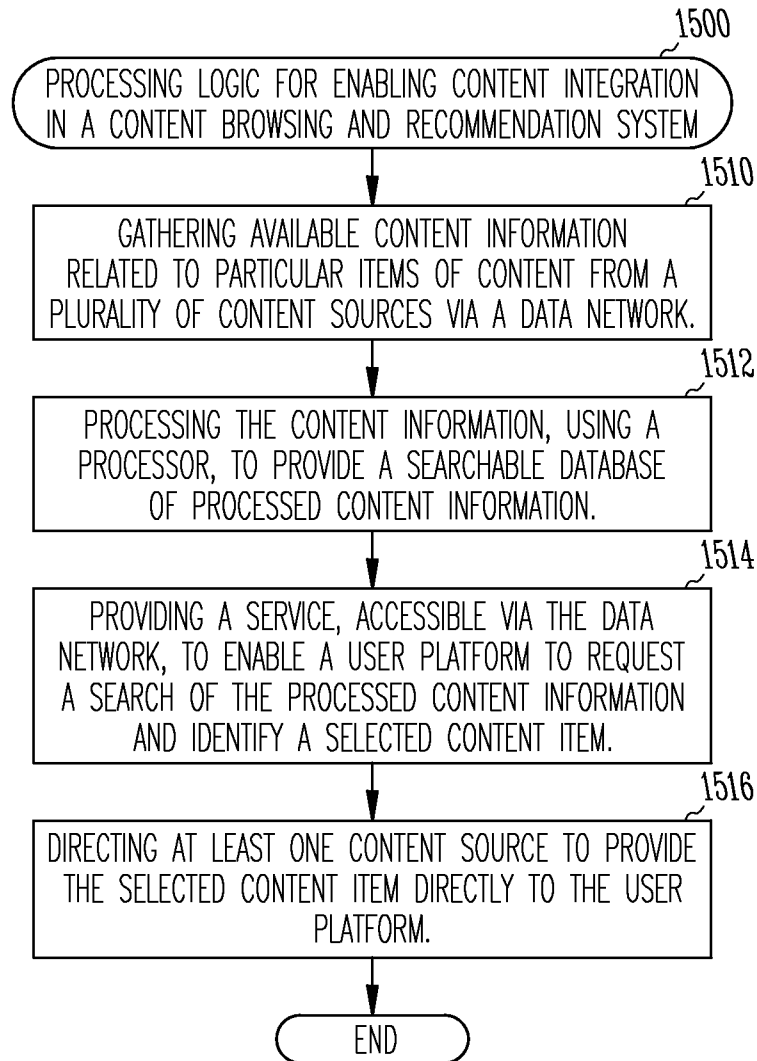 1500
PROCESSING LOGIC FOR ENABLING CONTENT INTEGRATION
IN A CONTENT BROWSING AND RECOMMENDATION SYSTEM
1510
GATHERING AVAILABLE CONTENT INFORMATION
RELATED TO PARTICULAR ITEMS OF CONTENT FROM A
PLURALITY OF CONTENT SOURCES VIA A DATA NETWORK.
1512
PROCESSING THE CONTENT INFORMATION, USING A
PROCESSOR, TO PROVIDE A SEARCHABLE DATABASE
OF PROCESSED CONTENT INFORMATION.
1514
PROVIDING A SERVICE, ACCESSIBLE VIA THE DATA
NETWORK, TO ENABLE A USER PLATFORM TO REQUEST
A SEARCH OF THE PROCESSED CONTENT INFORMATION
AND IDENTIFY A SELECTED CONTENT ITEM.
1516
DIRECTING AT LEAST ONE CONTENT SOURCE TO PROVIDE
THE SELECTED CONTENT ITEM DIRECTLY TO THE USER
PLATFORM.
END